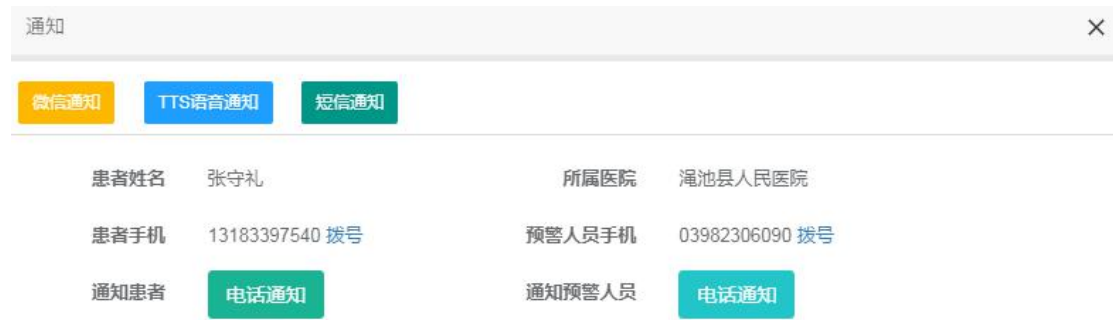 通知
微信通知 TTS语音通知 短信通知
患者姓名 张守礼 所属医院 渑池县人民医院
患者手机 13183397540 拨号 预警人员手机 03982306090 拨号
通知患者 电话通知 通知预警人员 电话通知